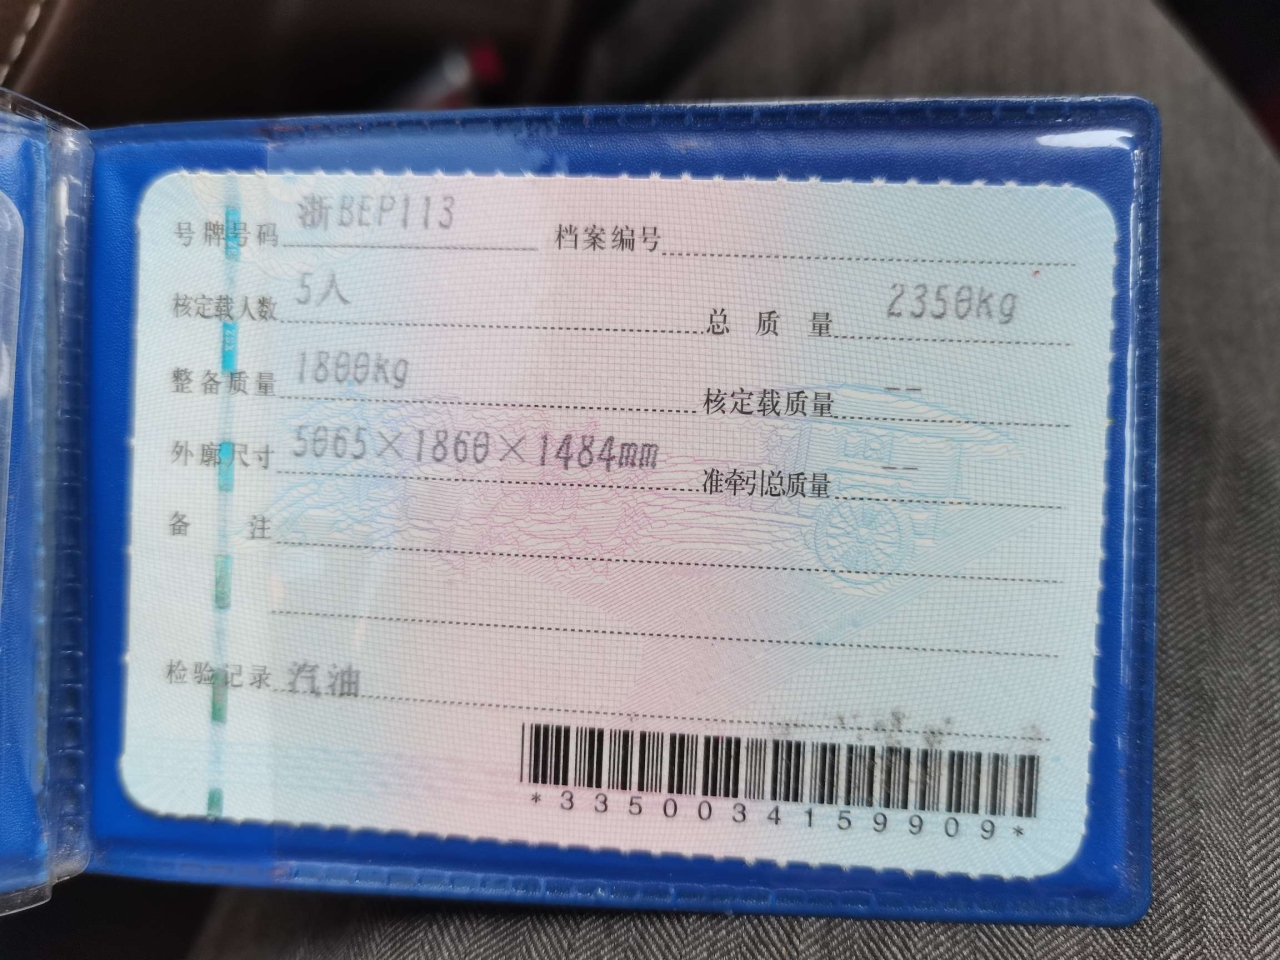 号牌号码 浙BEP113 档案编号
核定载人数 5人 总质量 2350kg
整备质量 1800kg 核定载质量 --
外廓尺寸 5065×1860×1484mm 准牵引总质量 --
备注
检验记录 汽油
*3350034159909*